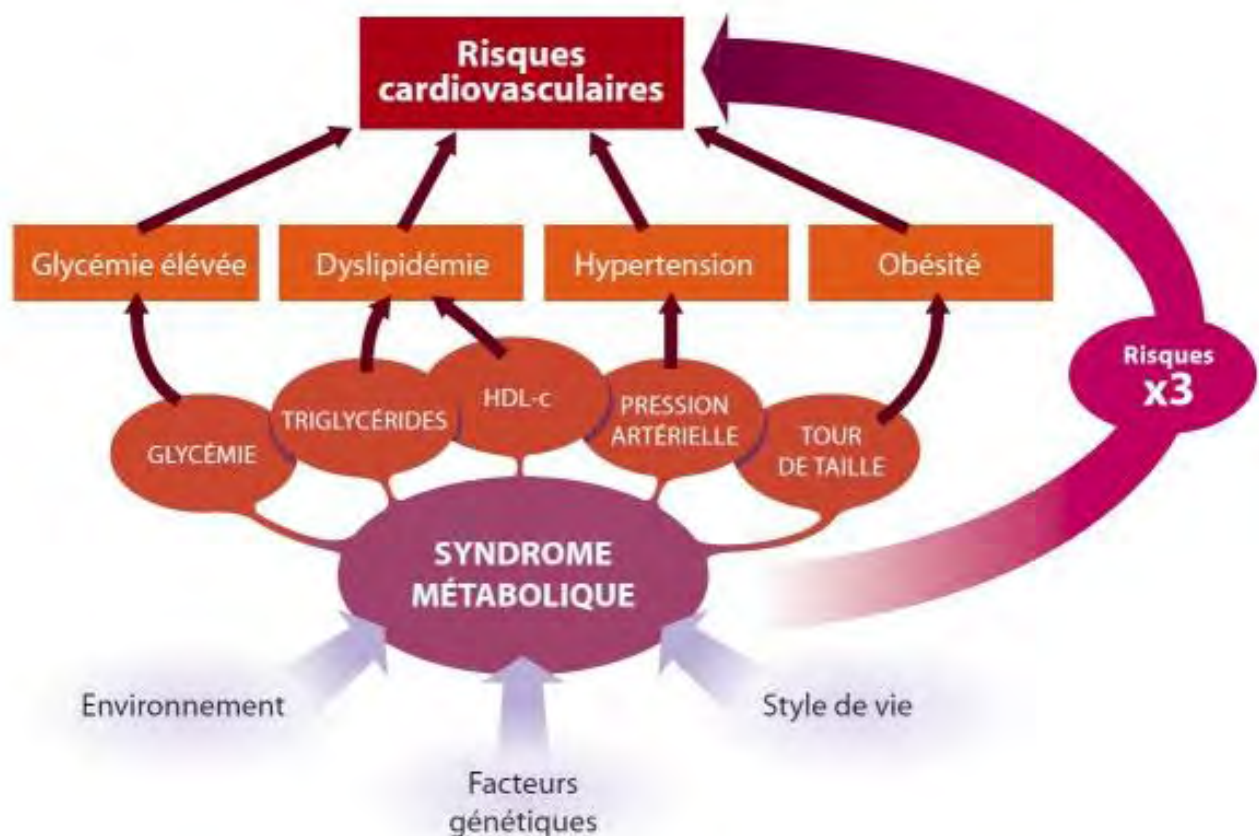 Risques
cardiovasculaires
Glycémie élévée
Dyslipidémie
Hypertension
Obésité
Risques
x3
GLYCÉMIE
TRIGLYCÉRIDES
HDL-c
PRESSION
ARTÉRIELLE
TOUR
DE TAILLE
SYNDROME
MÉTABOLIQUE
Environnement
Facteurs
génétiques
Style de vie